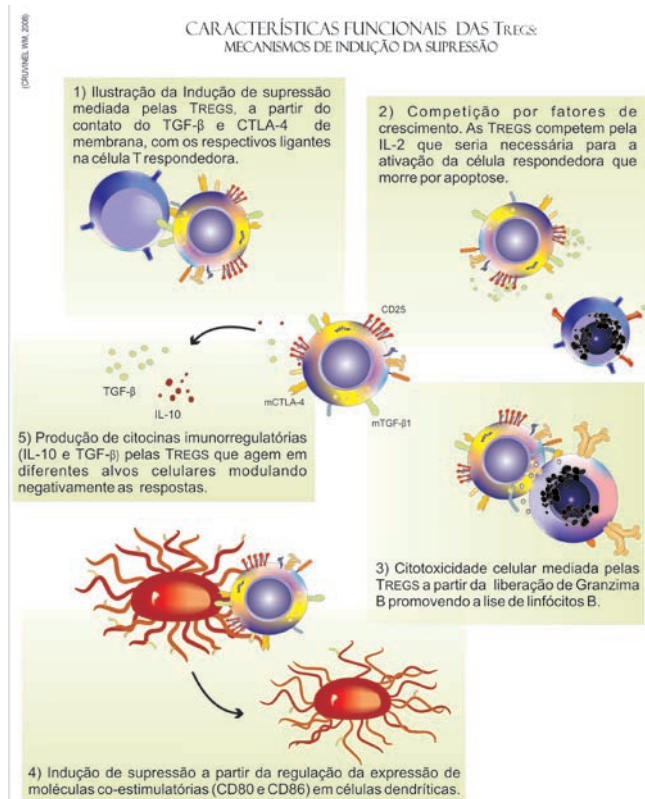 (CRUVINEL WM, 2008)
CARACTERÍSTICAS FUNCIONAIS DAS TREGS:
MECANISMOS DE INDUÇÃO DA SUPRESSÃO
1) Ilustração da Indução de supressão
mediada pelas TREGS, a partir do
contato do TGF-β e CTLA-4 de
membrana, com os respectivos ligantes
na célula T respondedora.
2) Competição por fatores de
crescimento. As TREGS competem pela
IL-2 que seria necessária para a
ativação da célula respondedora que
morre por apoptose.
CD25
TGF-β
IL-10
mCTLA-4
mTGF-β1
5) Produção de citocinas imunorregulatórias
(IL-10 e TGF-β) pelas TREGS que agem em
diferentes alvos celulares modulando
negativamente as respostas.
3) Citotoxicidade celular mediada pelas
TREGS a partir da liberação de Granzima
B promovendo a lise de linfócitos B.
4) Indução de supressão a partir da regulação da expressão de
moléculas co-estimulatórias (CD80 e CD86) em células dendríticas.